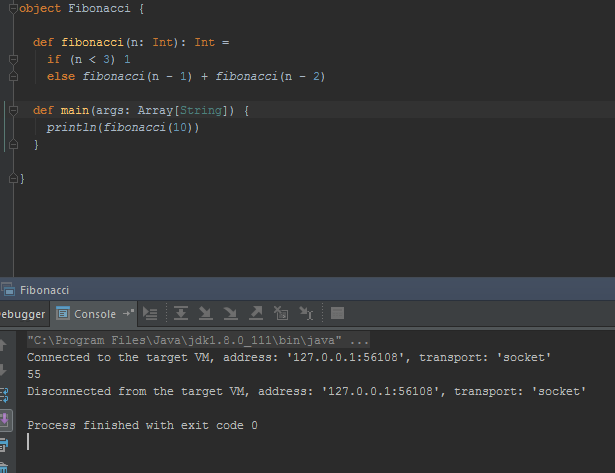 object Fibonacci {
def fibonacci(n: Int): Int =
if (n < 3) 1
else fibonacci(n - 1) + fibonacci(n - 2)
def main(args: Array[String]) {
println(fibonacci(10))
}
}
Fibonacci
ebugger Console
"C:\Program Files\Java\jdk1.8.0_111\bin\java" ...
Connected to the target VM, address: '127.0.0.1:56108', transport: 'socket'
55
Disconnected from the target VM, address: '127.0.0.1:56108', transport: 'socket'
Process finished with exit code 0